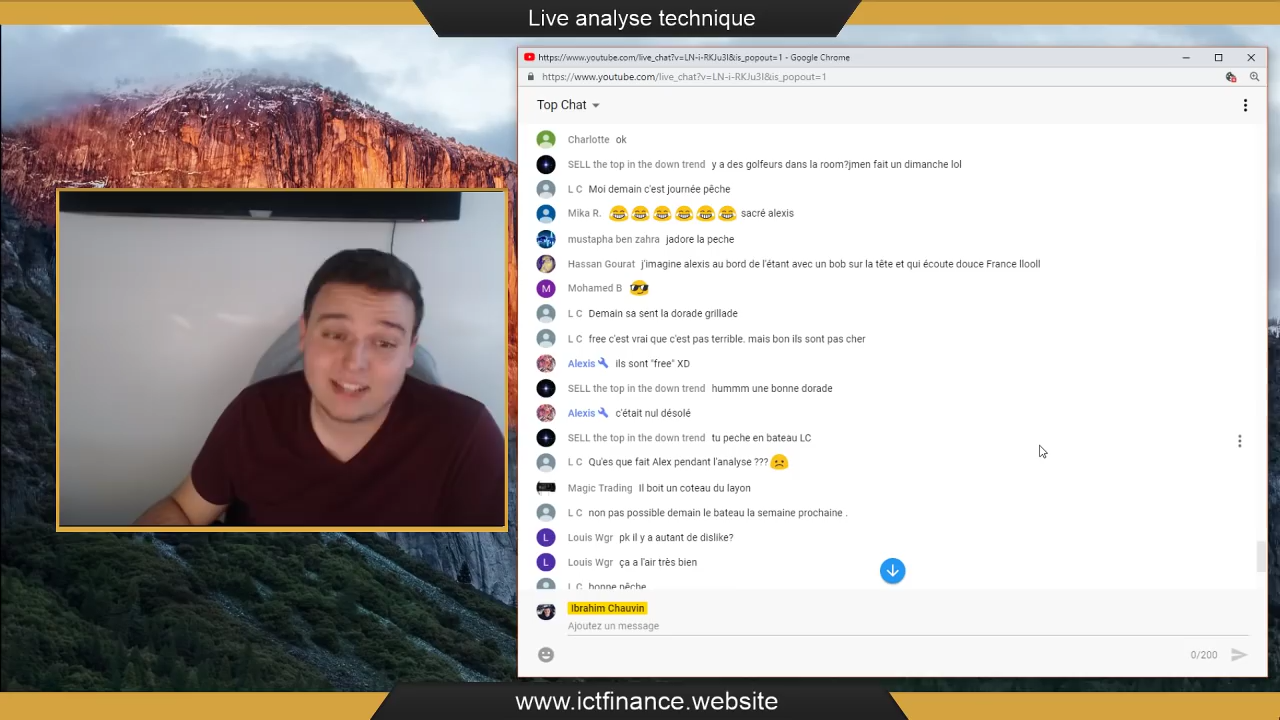 Live analyse technique
https://www.youtube.com/live_chat?v=LN-i-RKJu3I&is_popout=1 - Google Chrome
https://www.youtube.com/live_chat?v=LN-i-RKJu3I&is_popout=1
Top Chat
Charlotte ok
SELL the top in the down trend y a des golfeurs dans la room?jmen fait un dimanche lol
L C Moi demain c'est journée pêche
Mika R. 😂😂😂😂😂😂 sacré alexis
mustapha ben zahra jadore la peche
Hassan Gourat j'imagine alexis au bord de l'étant avec un bob sur la tête et qui écoute douce France llooll
M Mohamed B 😎
L C Demain sa sent la dorade grillade
L C free c'est vrai que c'est pas terrible. mais bon ils sont pas cher
Alexis ils sont "free" XD
SELL the top in the down trend hummm une bonne dorade
Alexis c'était nul désolé
SELL the top in the down trend tu peche en bateau LC
L C Qu'es que fait Alex pendant l'analyse ??? ☹️
Magic Trading Il boit un coteau du layon
L C non pas possible demain le bateau la semaine prochaine .
L Louis Wgr pk il y a autant de dislike?
L Louis Wgr ça a l'air très bien
L C bonne pêche
Ibrahim Chauvin
Ajoutez un message
0/200
www.ictfinance.website